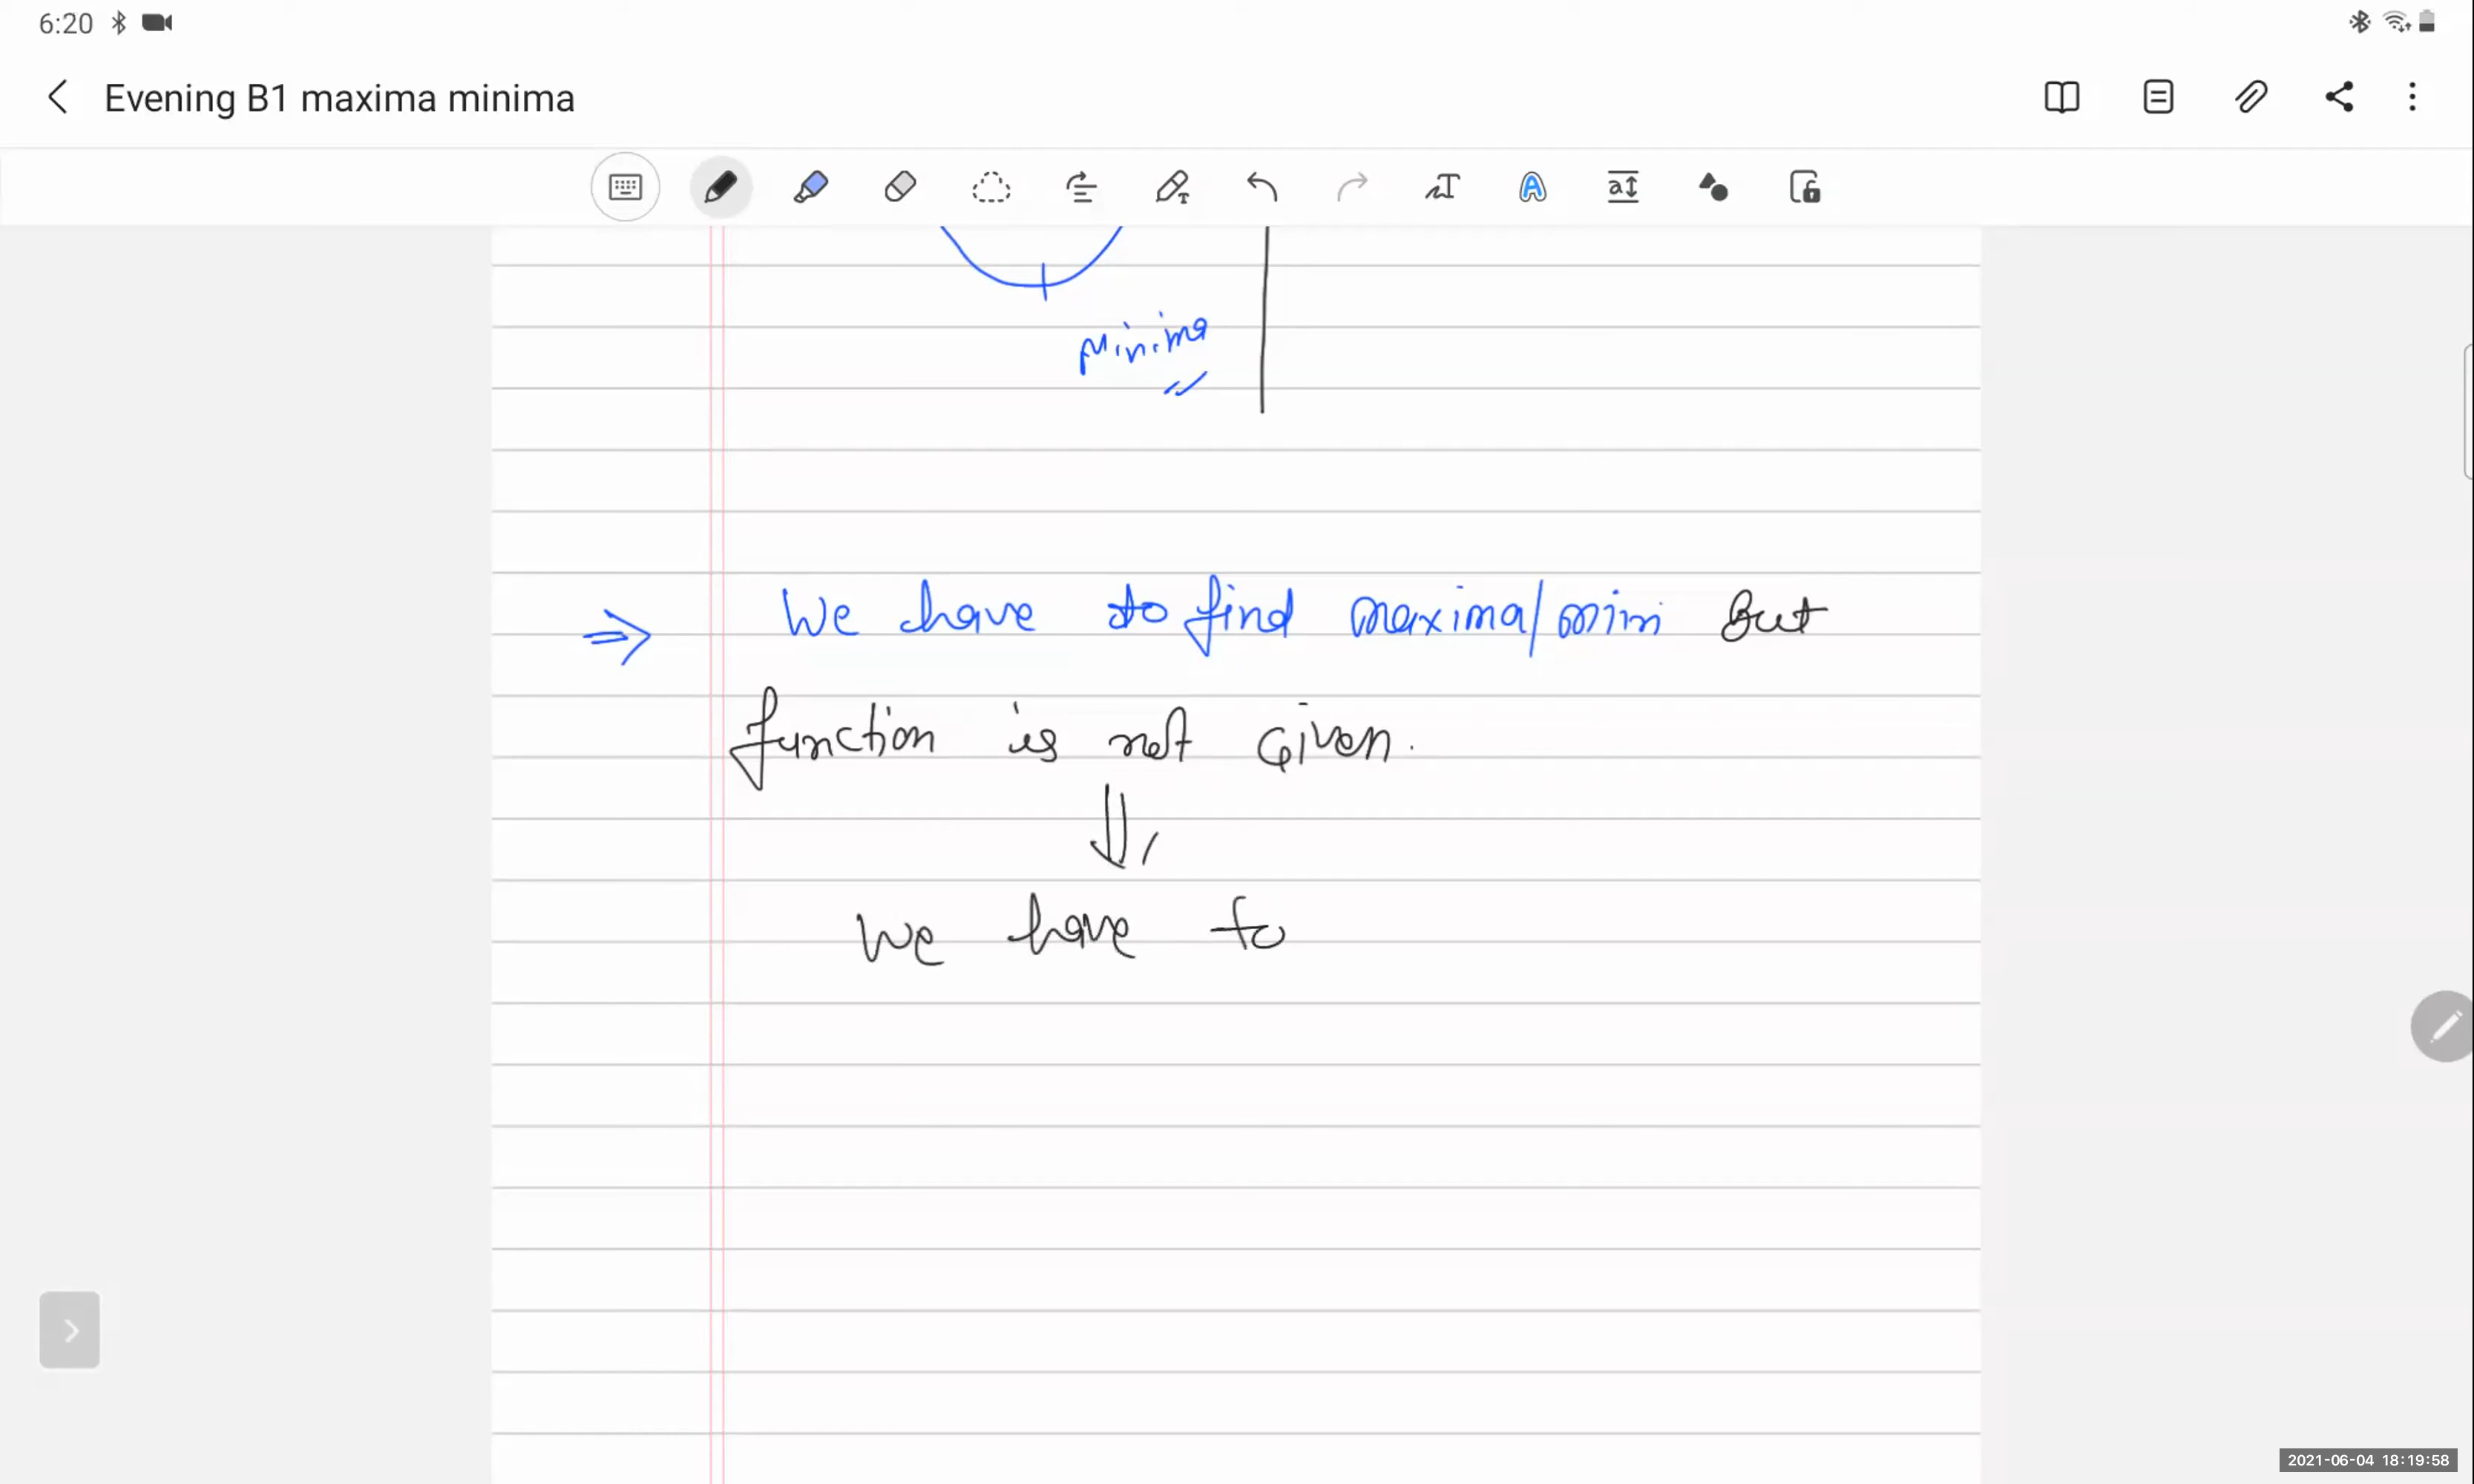 6:20
Evening B1 maxima minima
Minima
⇒ We have to find maxima/min But
function is not Given.
We have to
2021-06-04 18:19:58